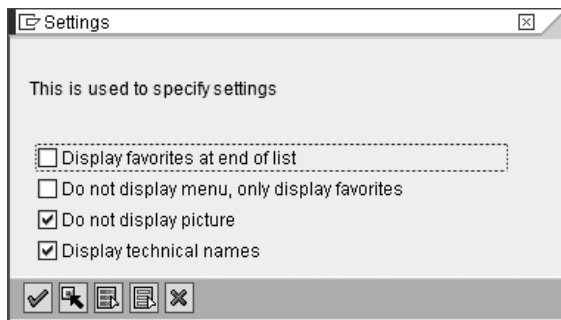 Settings
This is used to specify settings
Display favorites at end of list
Do not display menu, only display favorites
Do not display picture
Display technical names